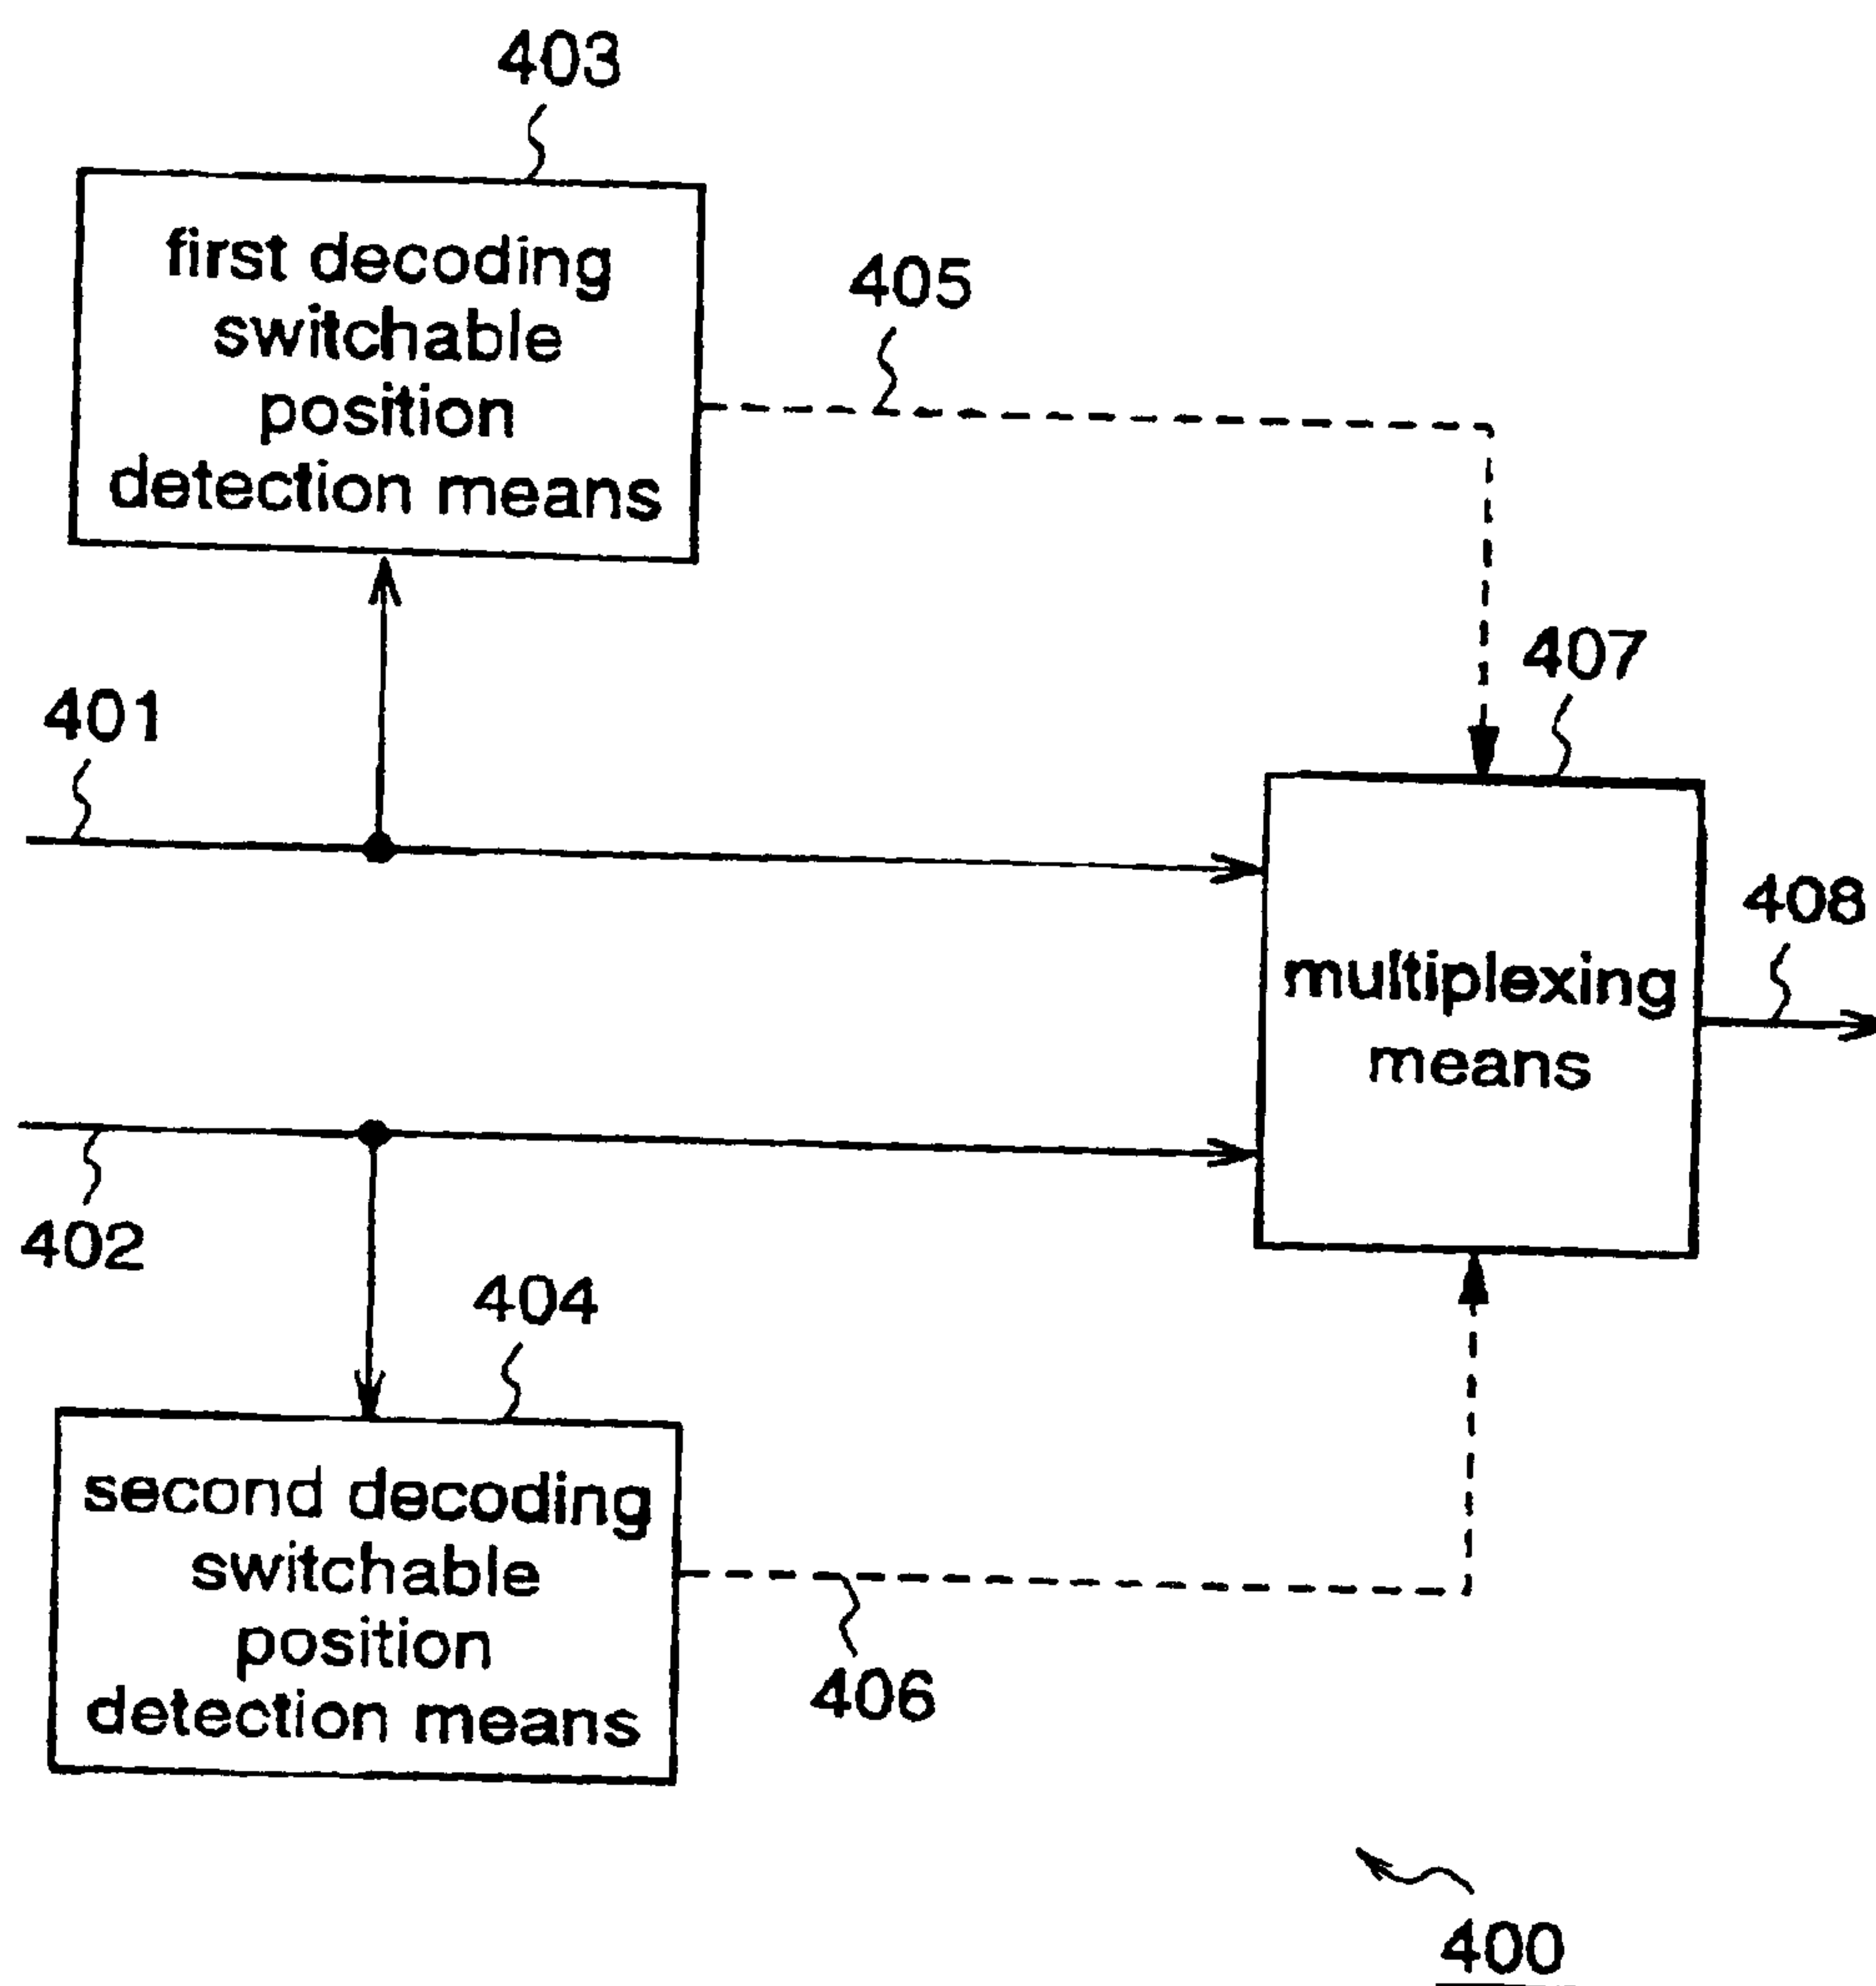 403
first decoding
switchable
position
detection means
405
407
401
408
multiplexing
means
402
404
second decoding
switchable
position
detection means
406
400